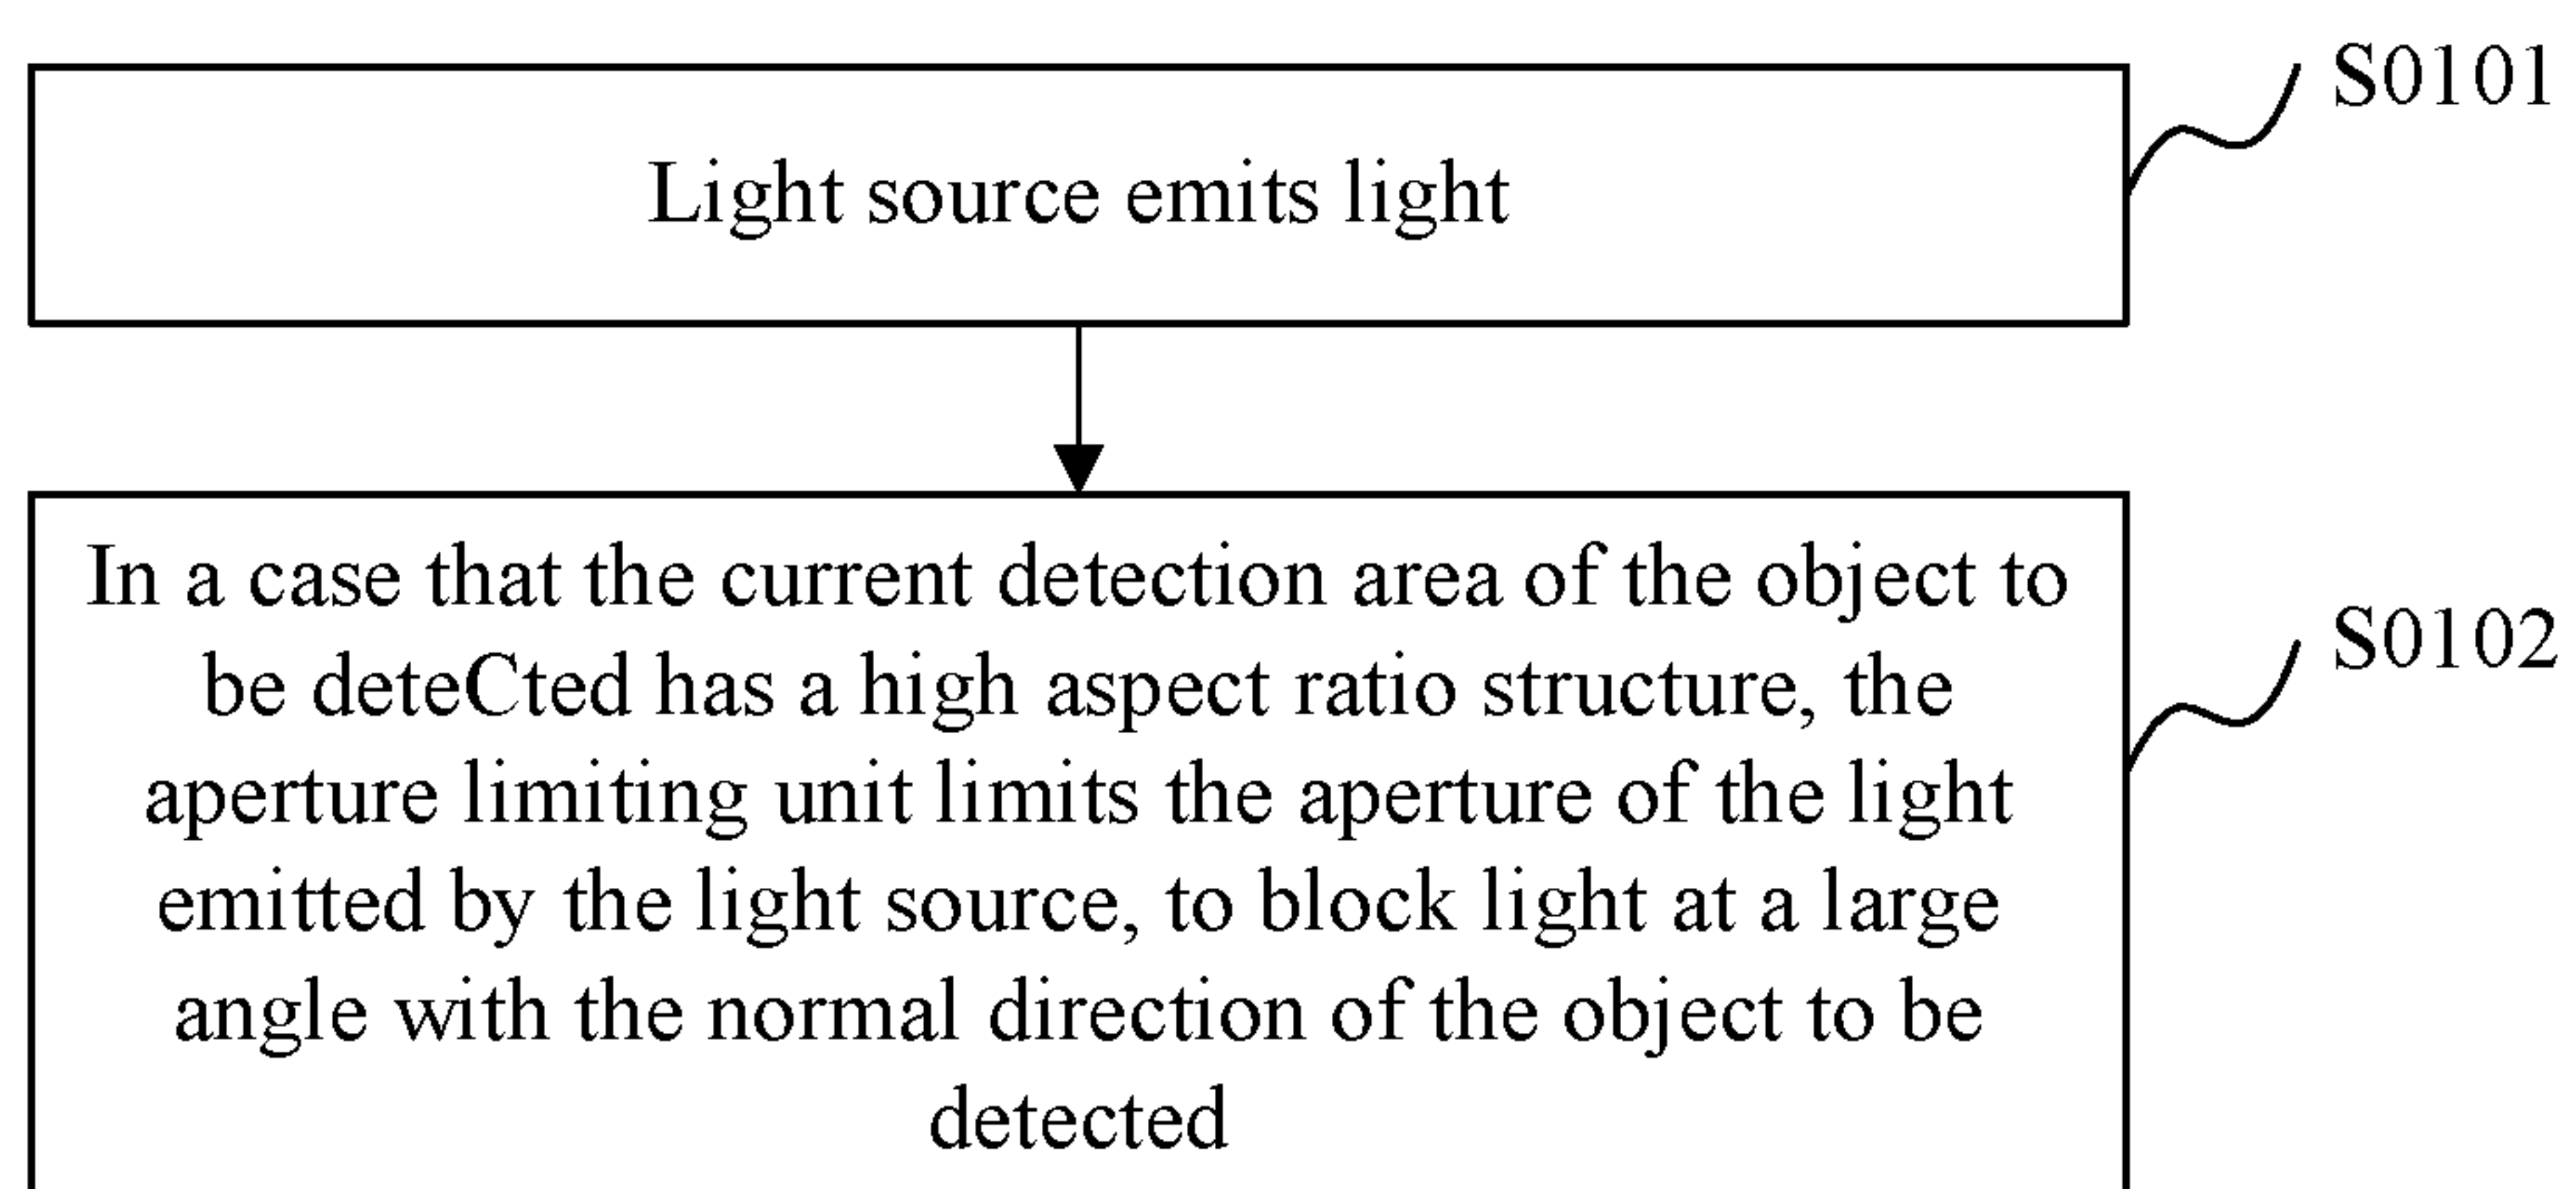 S0101
Light source emits light
In a case that the current detection area of the object to
be deteCted has a high aspect ratio structure, the
aperture limiting unit limits the aperture of the light
emitted by the light source, to block light at a large
angle with the normal direction of the object to be
detected
S0102